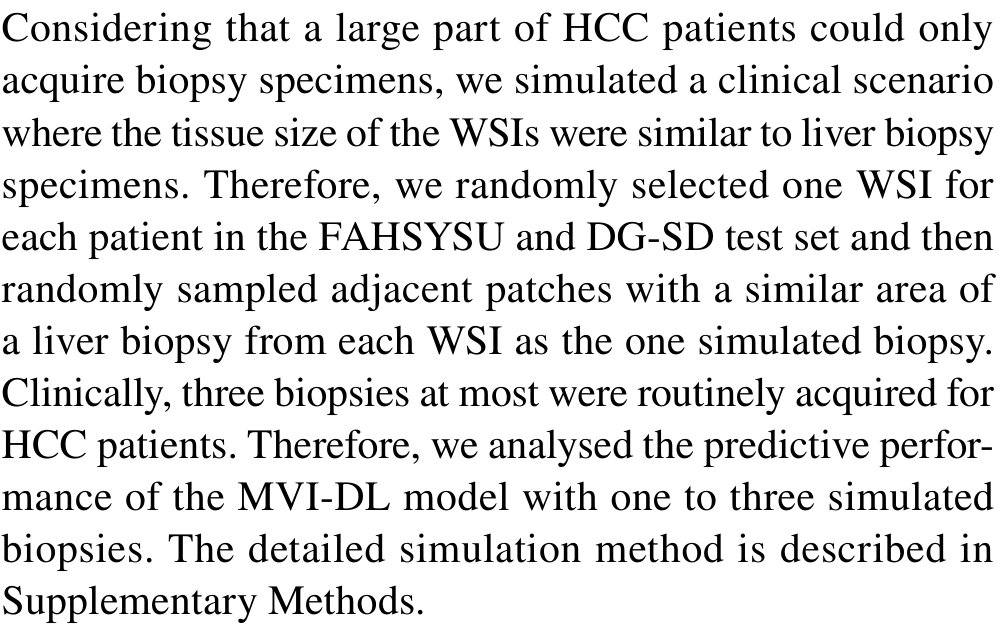 Considering that a large part of HCC patients could only
acquire biopsy specimens, we simulated a clinical scenario
where the tissue size of the WSIs were similar to liver biopsy
specimens. Therefore, we randomly selected one WSI for
each patient in the FAHSYSU and DG-SD test set and then
randomly sampled adjacent patches with a similar area of
a liver biopsy from each WSI as the one simulated biopsy.
Clinically, three biopsies at most were routinely acquired for
HCC patients. Therefore, we analysed the predictive perfor-
mance of the MVI-DL model with one to three simulated
biopsies. The detailed simulation method is described in
Supplementary Methods.